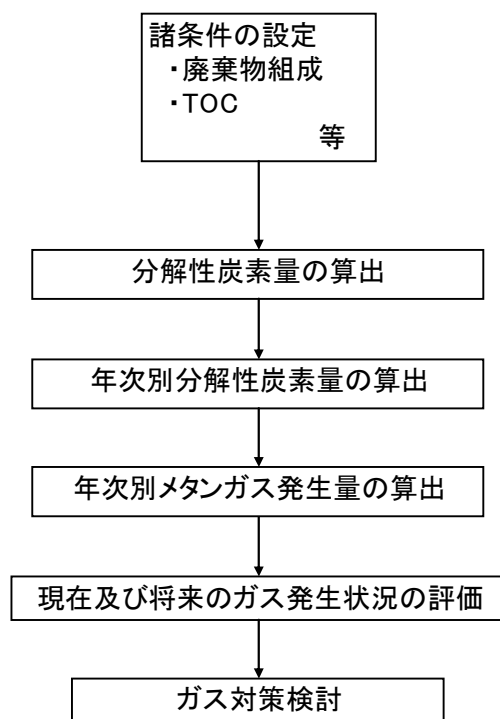 諸条件の設定
・廃棄物組成
・TOC
等
分解性炭素量の算出
年次別分解性炭素量の算出
年次別メタンガス発生量の算出
現在及び将来のガス発生状況の評価
ガス対策検討